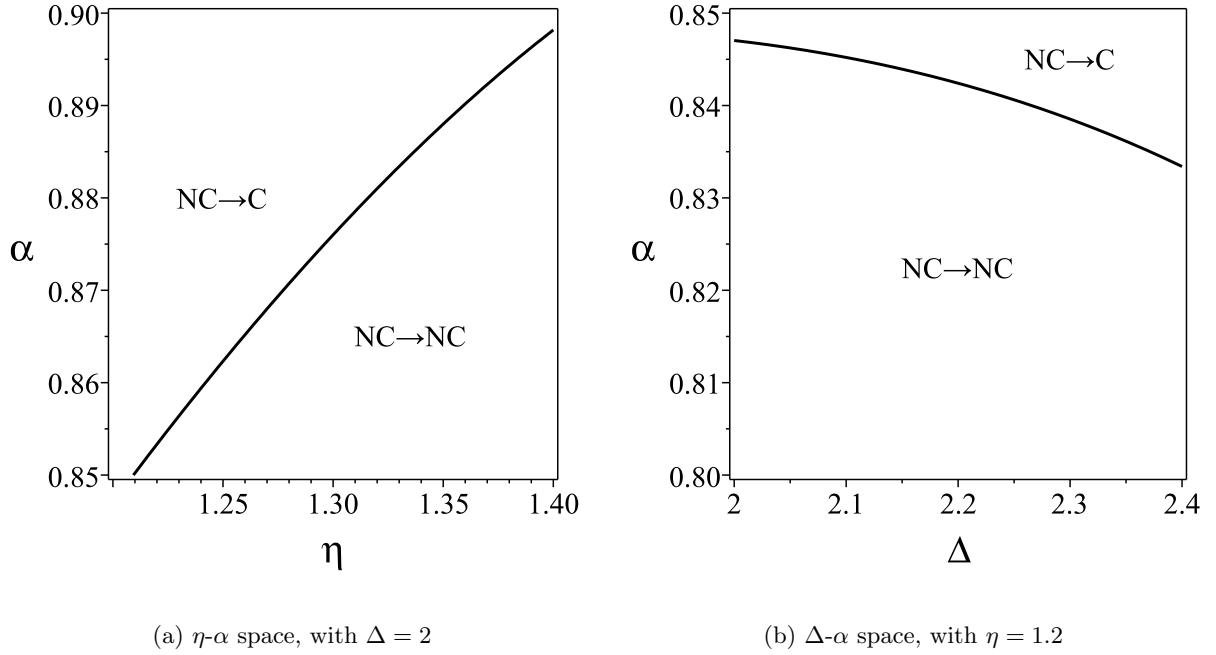 0.90
0.89
0.88
0.87
0.86
0.85
α
NC→C
NC→NC
1.25 1.30 1.35 1.40
η
(a) η-α space, with Δ = 2
0.85
0.84
0.83
0.82
0.81
0.80
α
NC→C
NC→NC
2 2.1 2.2 2.3 2.4
Δ
(b) Δ-α space, with η = 1.2